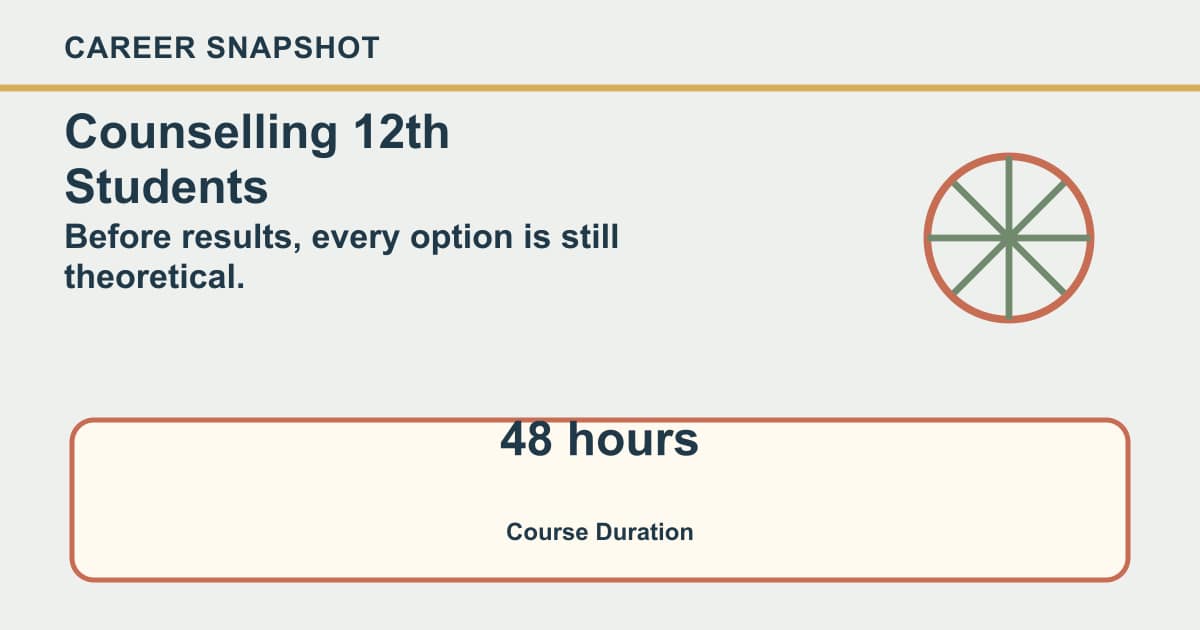 CAREER SNAPSHOT
Counselling 12th
Students
Before results, every option is still
theoretical.
48 hours
Course Duration